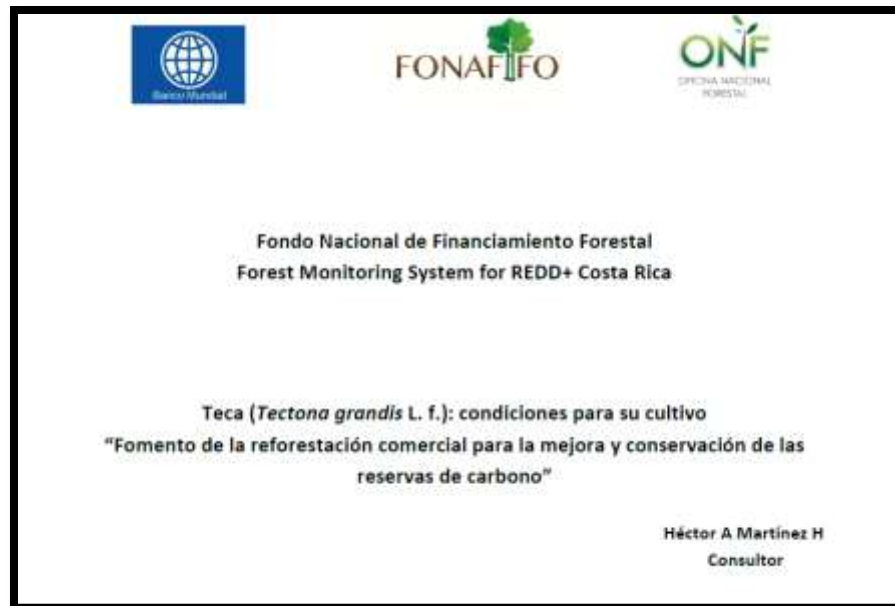 Banco Mundial
FONAFIFO
ONF
OFICINA NACIONAL
FORESTAL
Fondo Nacional de Financiamiento Forestal
Forest Monitoring System for REDD+ Costa Rica
Teca (Tectona grandis L. f.): condiciones para su cultivo
“Fomento de la reforestación comercial para la mejora y conservación de las
reservas de carbono”
Héctor A Martínez H
Consultor